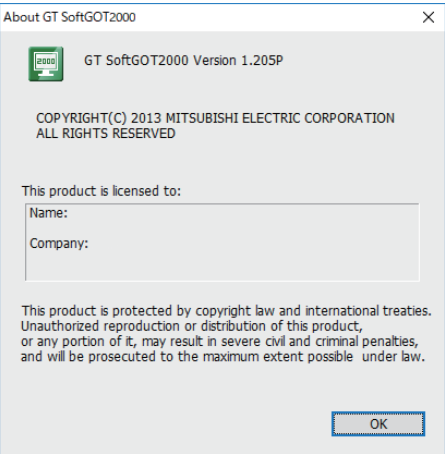 About GT SoftGOT2000
2000
GT SoftGOT2000 Version 1.205P
COPYRIGHT(C) 2013 MITSUBISHI ELECTRIC CORPORATION
ALL RIGHTS RESERVED
This product is licensed to:
Name:
Company:
This product is protected by copyright law and international treaties.
Unauthorized reproduction or distribution of this product,
or any portion of it, may result in severe civil and criminal penalties,
and will be prosecuted to the maximum extent possible  under law.
OK